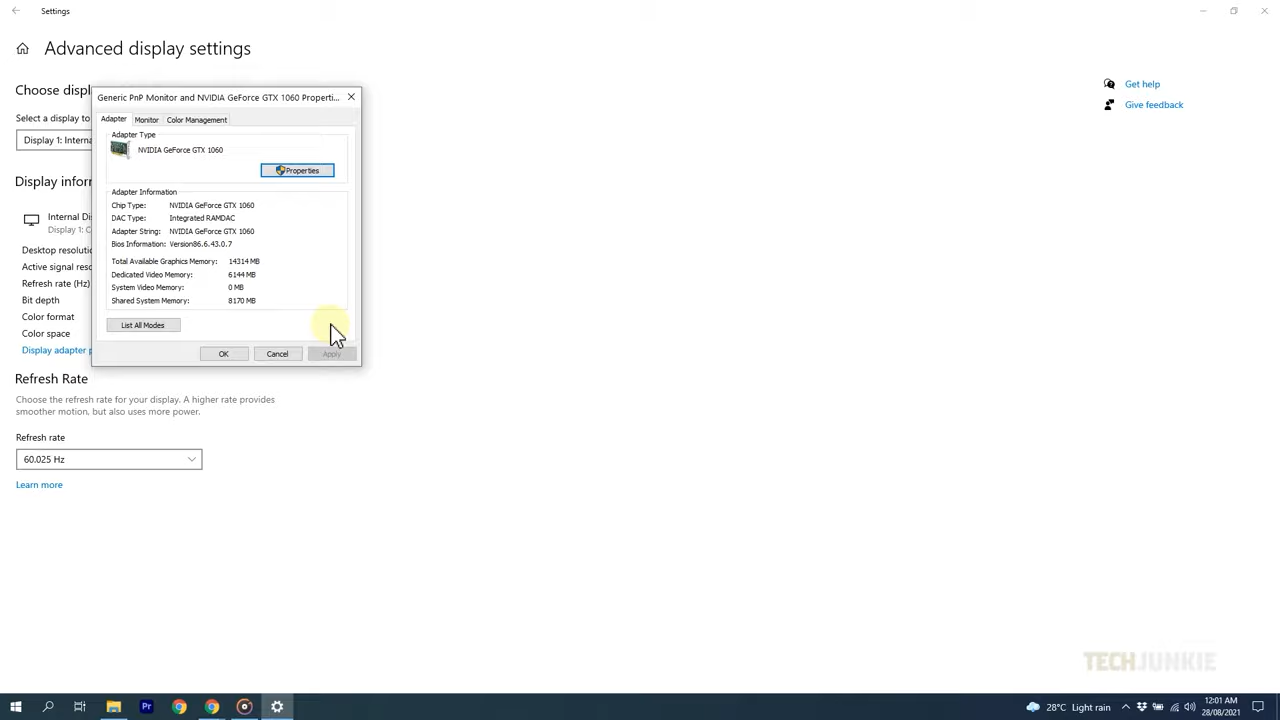 Settings
Advanced display settings
Get help
Give feedback
Choose displ
Select a display to
Display 1: Interna
Display infor
Internal Di
Display 1: C
Desktop resolutio
Active signal reso
Refresh rate (Hz)
Bit depth
Color format
Color space
Display adapter p
Generic PnP Monitor and NVIDIA GeForce GTX 1060 Properti...
Adapter Monitor Color Management
Adapter Type
NVIDIA GeForce GTX 1060
Properties
Adapter Information
Chip Type: NVIDIA GeForce GTX 1060
DAC Type: Integrated RAMDAC
Adapter String: NVIDIA GeForce GTX 1060
Bios Information: Version86.6.43.0.7
Total Available Graphics Memory: 14314 MB
Dedicated Video Memory: 6144 MB
System Video Memory: 0 MB
Shared System Memory: 8170 MB
List All Modes
OK Cancel Apply
Refresh Rate
Choose the refresh rate for your display. A higher rate provides
smoother motion, but also uses more power.
Refresh rate
60.025 Hz
Learn more
TECHJUNKIE
Pr
28°C Light rain
12:01 AM
28/08/2021